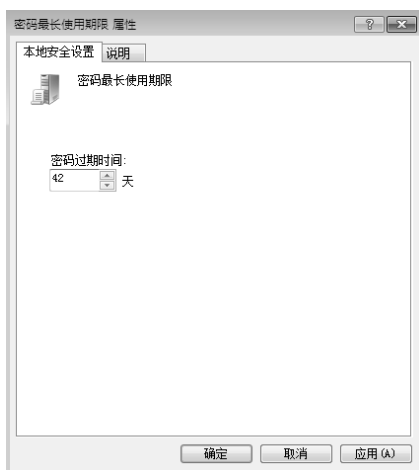 密码最长使用期限 属性
本地安全设置 说明
密码最长使用期限
密码过期时间:
42 天
确定 取消 应用(A)